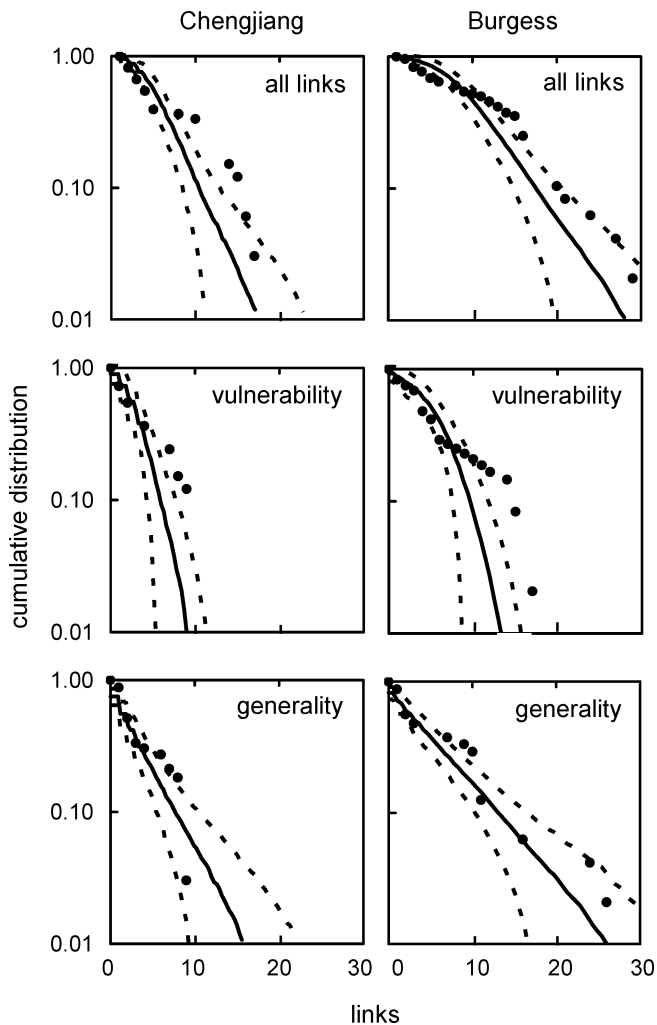 Chengjiang Burgess
1.00 all links all links
0.10
0.01
1.00 vulnerability vulnerability
0.10
0.01
1.00 generality generality
0.10
0.01
0 10 20 30 0 10 20 30
links
cumulative distribution